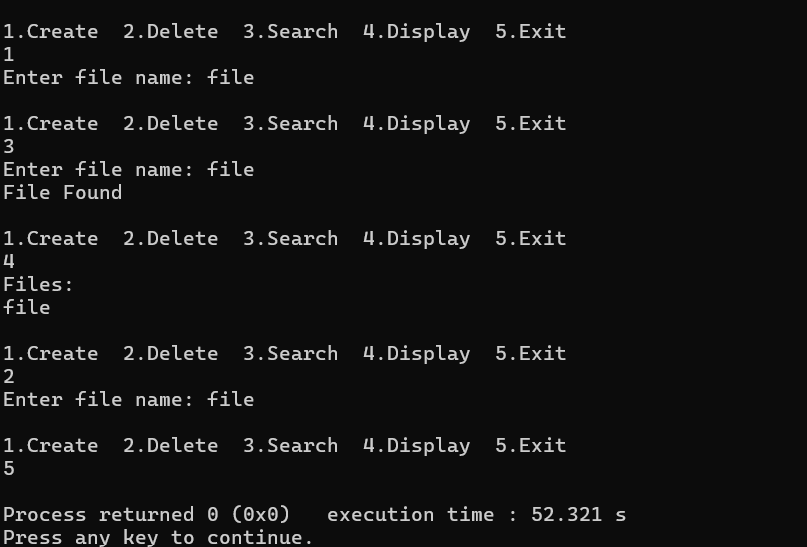 1.Create  2.Delete  3.Search  4.Display  5.Exit
1
Enter file name: file
1.Create  2.Delete  3.Search  4.Display  5.Exit
3
Enter file name: file
File Found
1.Create  2.Delete  3.Search  4.Display  5.Exit
4
Files:
file
1.Create  2.Delete  3.Search  4.Display  5.Exit
2
Enter file name: file
1.Create  2.Delete  3.Search  4.Display  5.Exit
5
Process returned 0 (0x0)   execution time : 52.321 s
Press any key to continue.